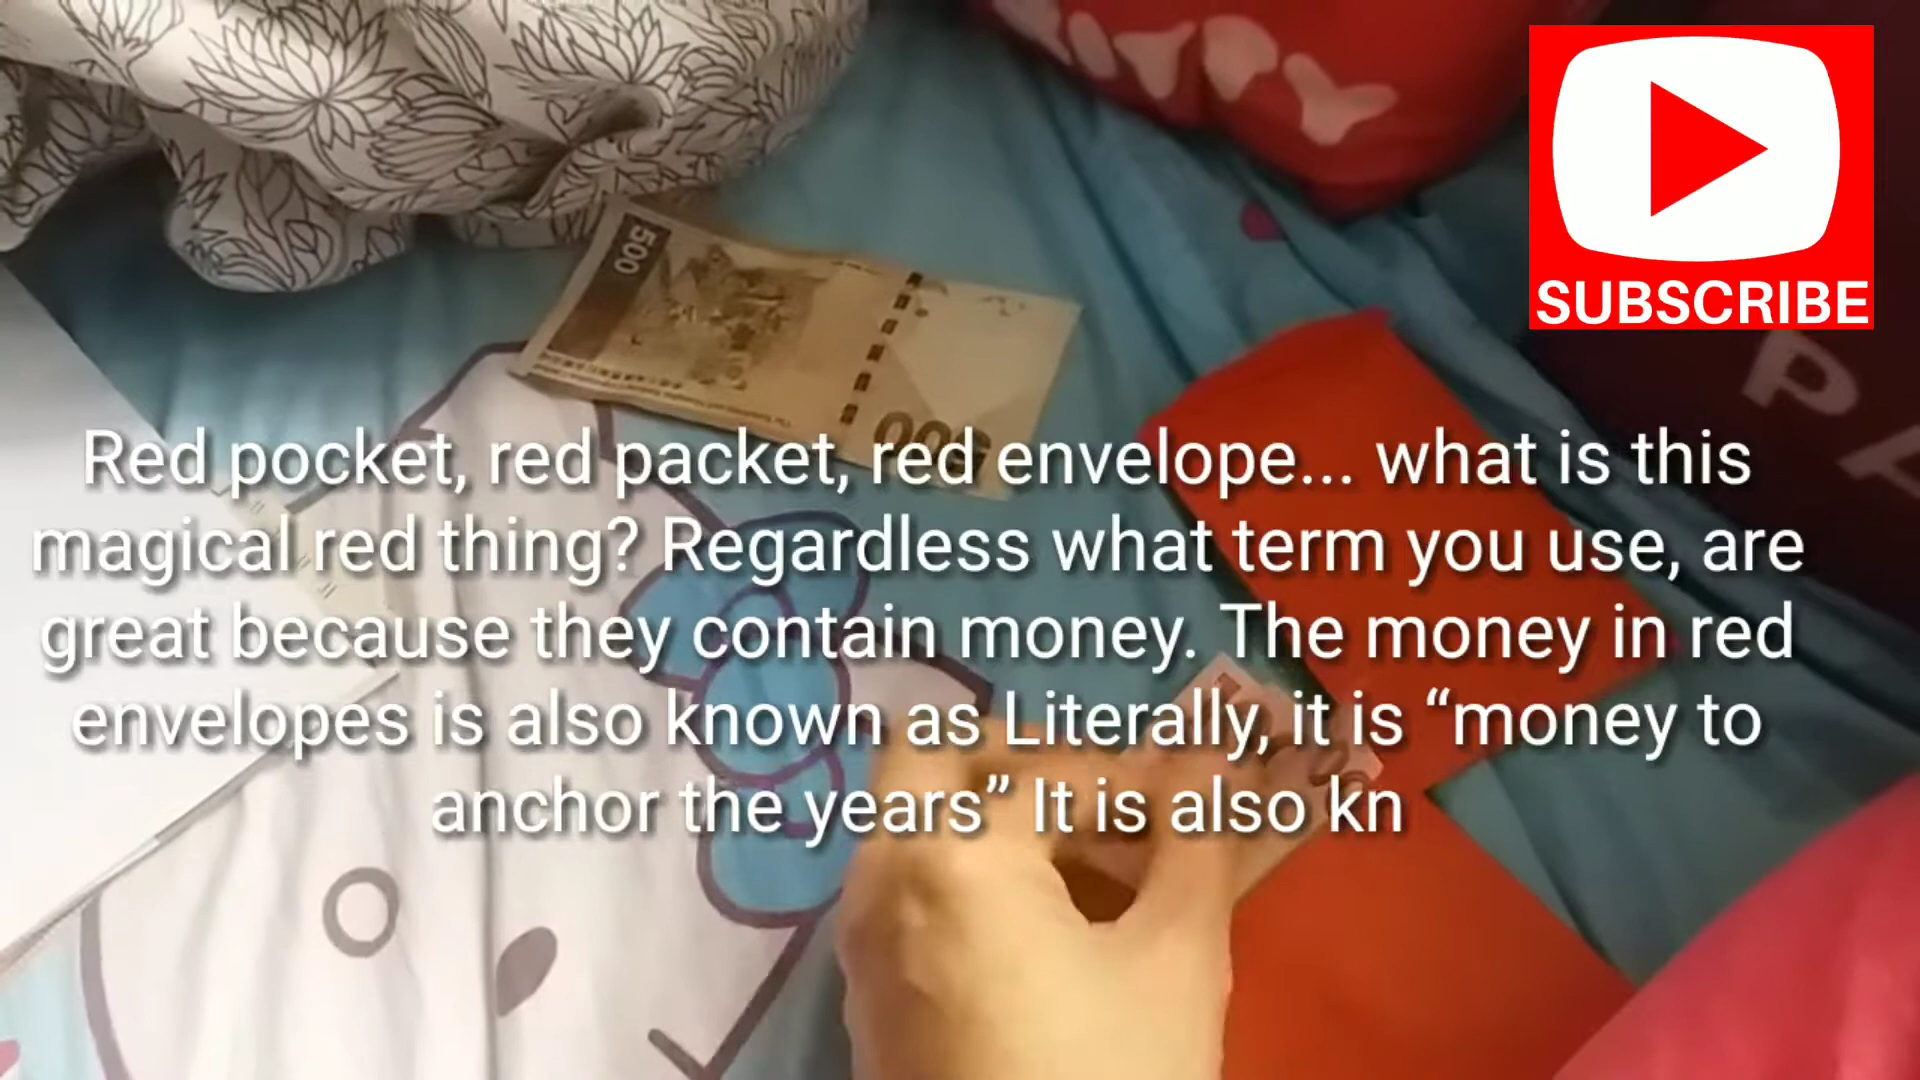 SUBSCRIBE
500
500
PA
Red pocket, red packet, red envelope... what is this
magical red thing? Regardless what term you use, are
great because they contain money. The money in red
envelopes is also known as Literally, it is “money to
anchor the years” It is also kn